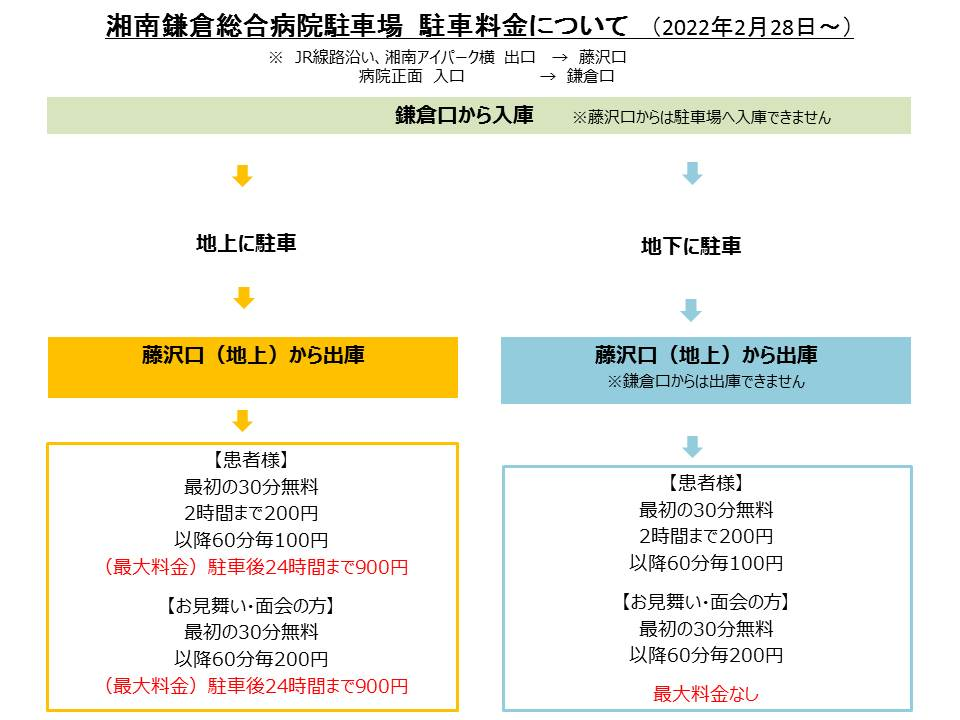 湘南鎌倉総合病院駐車場 駐車料金について （2022年2月28日～）
※ JR線路沿い、湘南アイパーク横 出口 → 藤沢口
病院正面 入口 → 鎌倉口
鎌倉口から入庫 ※藤沢口からは駐車場へ入庫できません
地上に駐車
藤沢口（地上）から出庫
【患者様】
最初の30分無料
2時間まで200円
以降60分毎100円
（最大料金）駐車後24時間まで900円
【お見舞い・面会の方】
最初の30分無料
以降60分毎200円
（最大料金）駐車後24時間まで900円
地下に駐車
藤沢口（地上）から出庫
※鎌倉口からは出庫できません
【患者様】
最初の30分無料
2時間まで200円
以降60分毎100円
【お見舞い・面会の方】
最初の30分無料
以降60分毎200円
最大料金なし